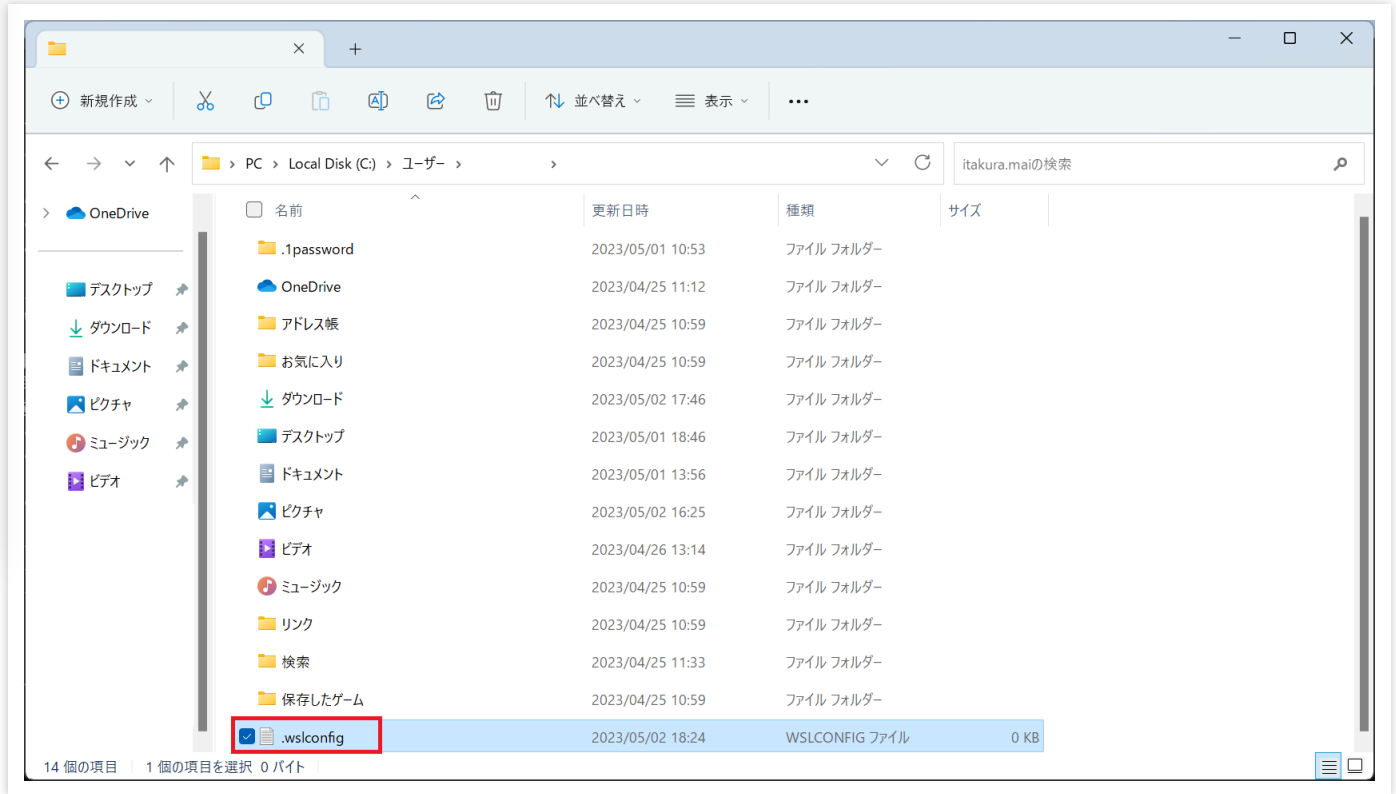 新規作成 並べ替え 表示
PC Local Disk (C:) ユーザー itakura.maiの検索
OneDrive
デスクトップ
ダウンロード
ドキュメント
ピクチャ
ミュージック
ビデオ
名前 更新日時 種類 サイズ
.1password 2023/05/01 10:53 ファイル フォルダー
OneDrive 2023/04/25 11:12 ファイル フォルダー
アドレス帳 2023/04/25 10:59 ファイル フォルダー
お気に入り 2023/04/25 10:59 ファイル フォルダー
ダウンロード 2023/05/02 17:46 ファイル フォルダー
デスクトップ 2023/05/01 18:46 ファイル フォルダー
ドキュメント 2023/05/01 13:56 ファイル フォルダー
ピクチャ 2023/05/02 16:25 ファイル フォルダー
ビデオ 2023/04/26 13:14 ファイル フォルダー
ミュージック 2023/04/25 10:59 ファイル フォルダー
リンク 2023/04/25 10:59 ファイル フォルダー
検索 2023/04/25 11:33 ファイル フォルダー
保存したゲーム 2023/04/25 10:59 ファイル フォルダー
.wslconfig 2023/05/02 18:24 WSLCONFIG ファイル 0 KB
14 個の項目 1 個の項目を選択 0 バイト